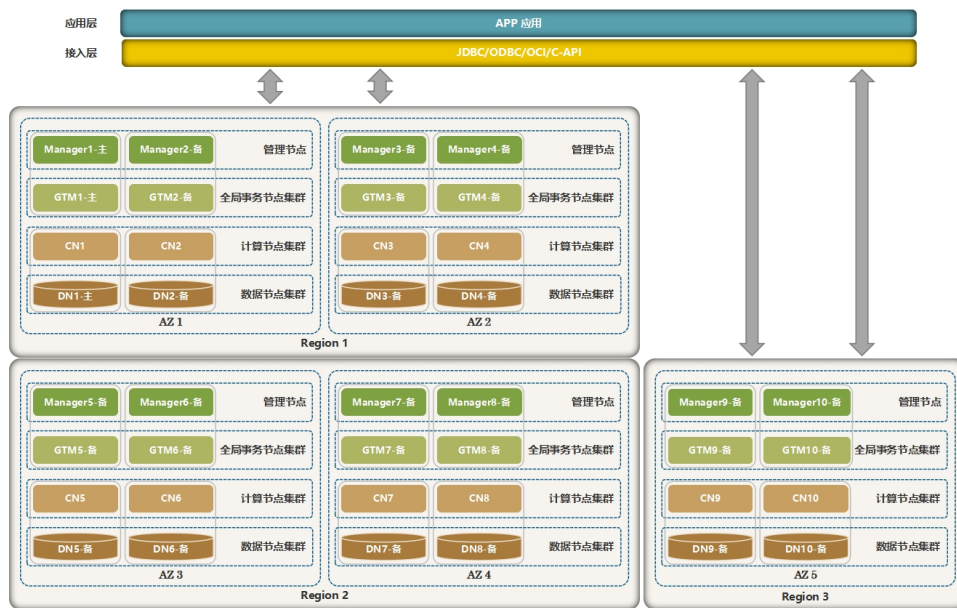 应用层 APP 应用
接入层 JDBC/ODBC/OCI/C-API
Manager1-主 Manager2-备 管理节点
GTM1-主 GTM2-备 全局事务节点集群
CN1 CN2 计算节点集群
DN1-主 DN2-备 数据节点集群
AZ 1
Manager3-备 Manager4-备 管理节点
GTM3-备 GTM4-备 全局事务节点集群
CN3 CN4 计算节点集群
DN3-备 DN4-备 数据节点集群
AZ 2
Region 1
Manager5-备 Manager6-备 管理节点
GTM5-备 GTM6-备 全局事务节点集群
CN5 CN6 计算节点集群
DN5-备 DN6-备 数据节点集群
AZ 3
Manager7-备 Manager8-备 管理节点
GTM7-备 GTM8-备 全局事务节点集群
CN7 CN8 计算节点集群
DN7-备 DN8-备 数据节点集群
AZ 4
Region 2
Manager9-备 Manager10-备 管理节点
GTM9-备 GTM10-备 全局事务节点集群
CN9 CN10 计算节点集群
DN9-备 DN10-备 数据节点集群
AZ 5
Region 3